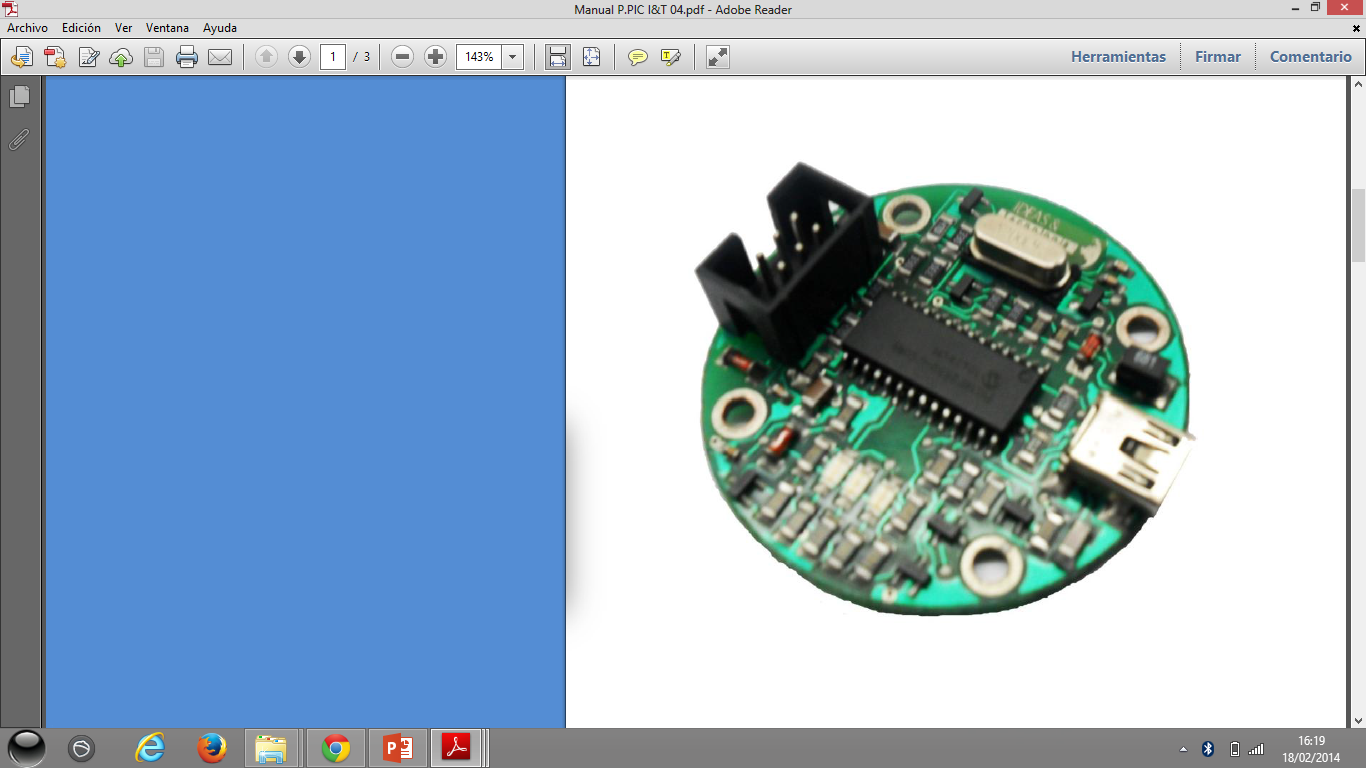 Manual P.PIC I&T 04.pdf - Adobe Reader
Archivo Edición Ver Ventana Ayuda
1 / 3 143% Herramientas Firmar Comentario
IDEAS &
16:19
18/02/2014